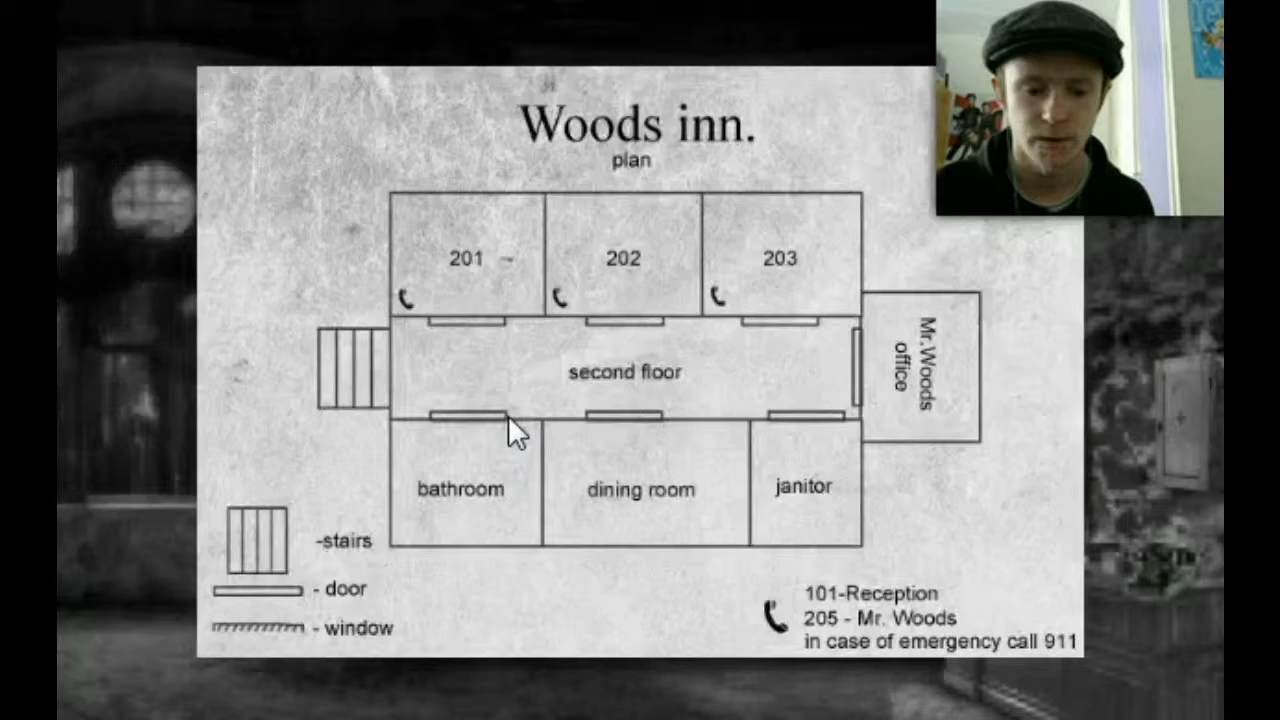 Woods inn.
plan
201
202
203
second floor
Mr.Woods
office
bathroom
dining room
janitor
-stairs
- door
- window
101-Reception
205 - Mr. Woods
in case of emergency call 911